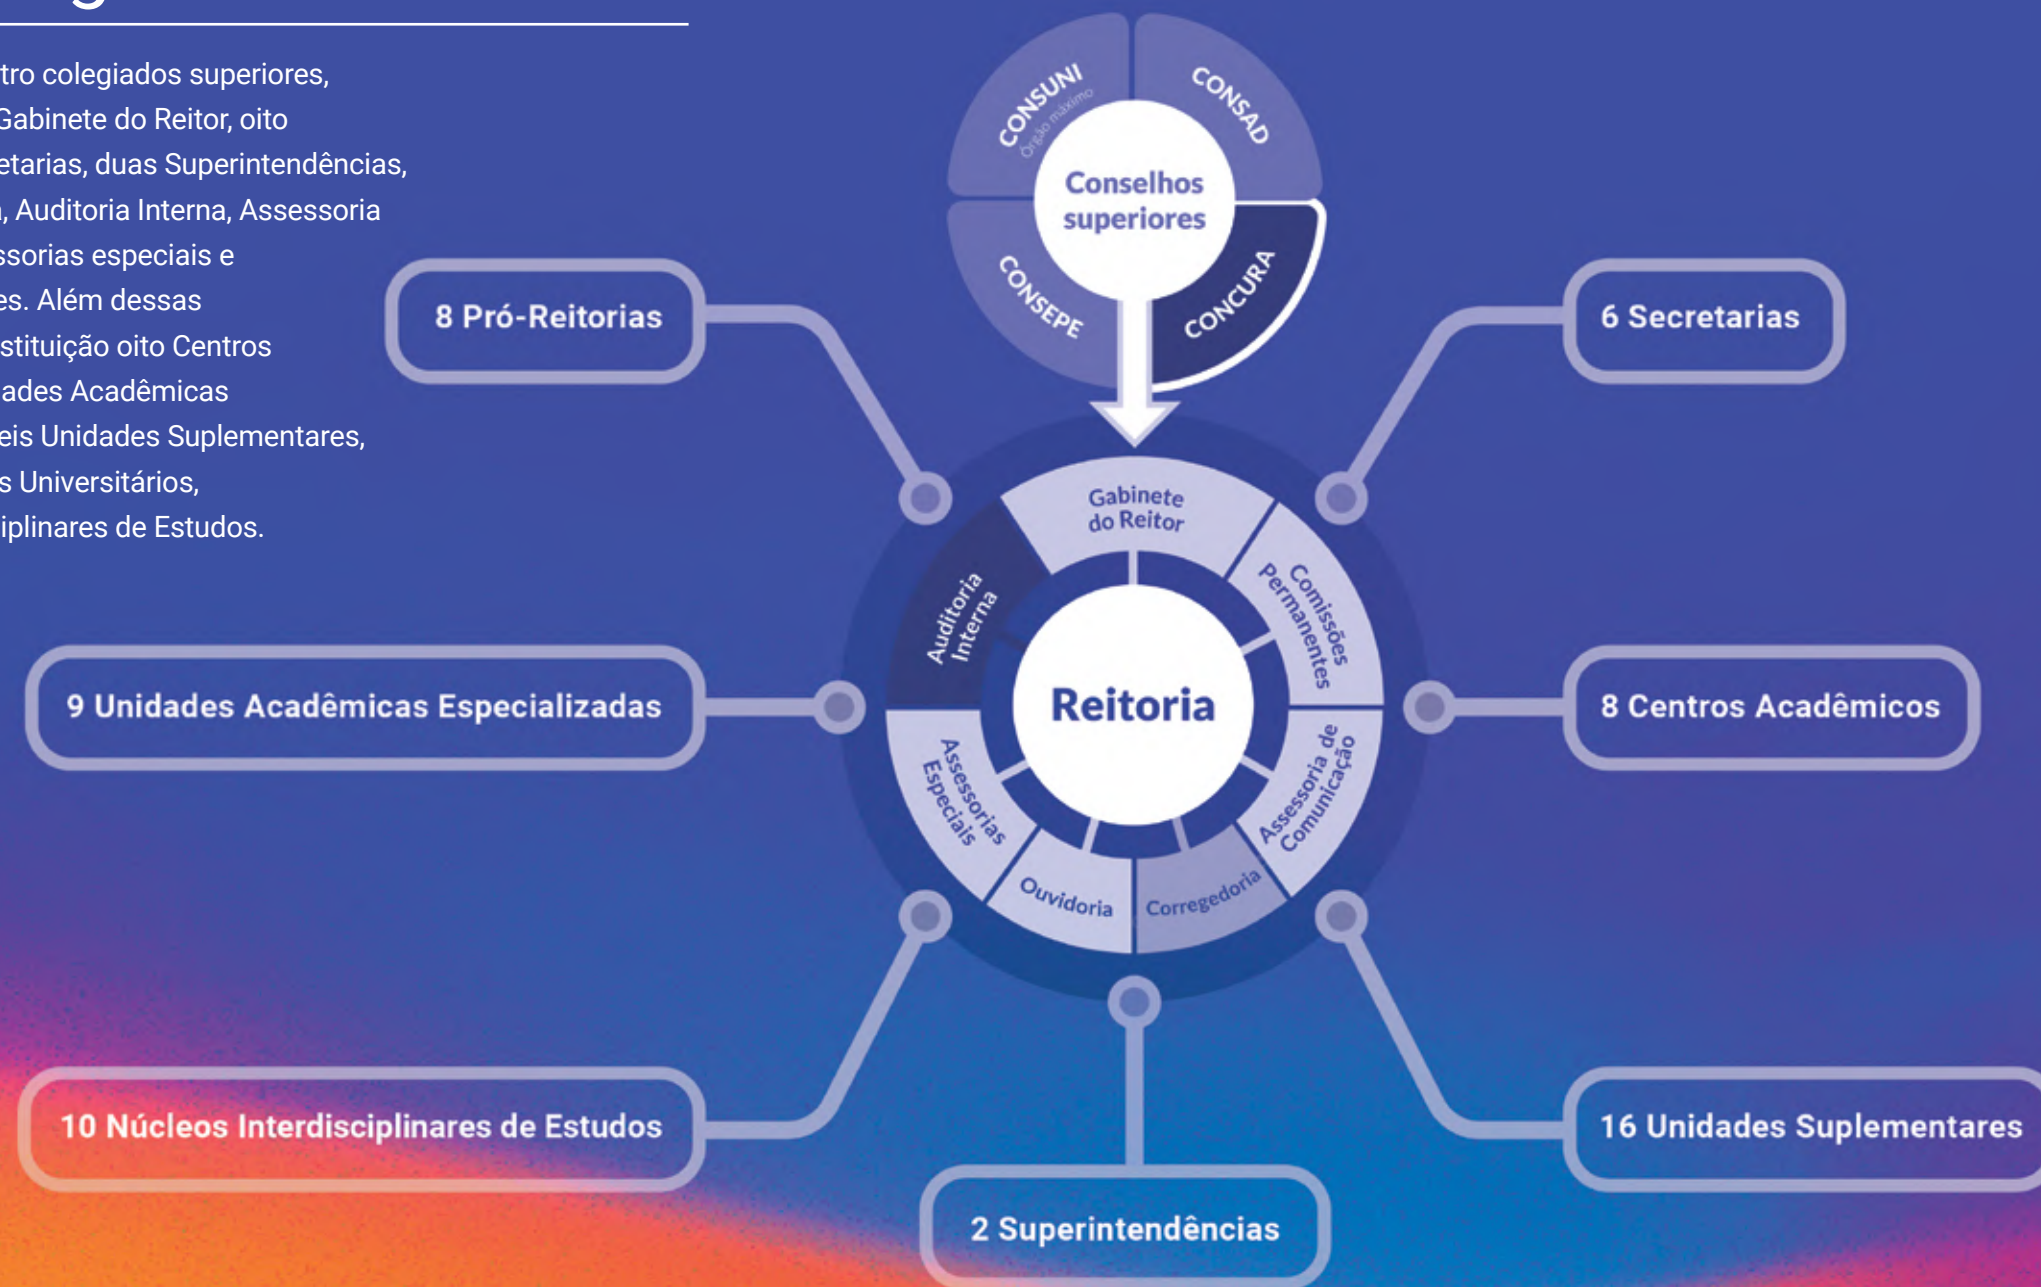 tro colegiados superiores,
Gabinete do Reitor, oito
etarias, duas Superintendências,
, Auditoria Interna, Assessoria
ssorias especiais e
es. Além dessas
stituição oito Centros
ades Acadêmicas
eis Unidades Suplementares,
s Universitários,
iplinares de Estudos.
CONSUNI
Órgão máximo
CONSAD
Conselhos
superiores
CONSEPE
CONCURA
8 Pró-Reitorias
6 Secretarias
Gabinete
do Reitor
Auditoria
Interna
Comissões
Permanentes
9 Unidades Acadêmicas Especializadas
Reitoria
8 Centros Acadêmicos
Assessorias
Especiais
Assessoria de
Comunicação
Ouvidoria
Corregedoria
10 Núcleos Interdisciplinares de Estudos
16 Unidades Suplementares
2 Superintendências